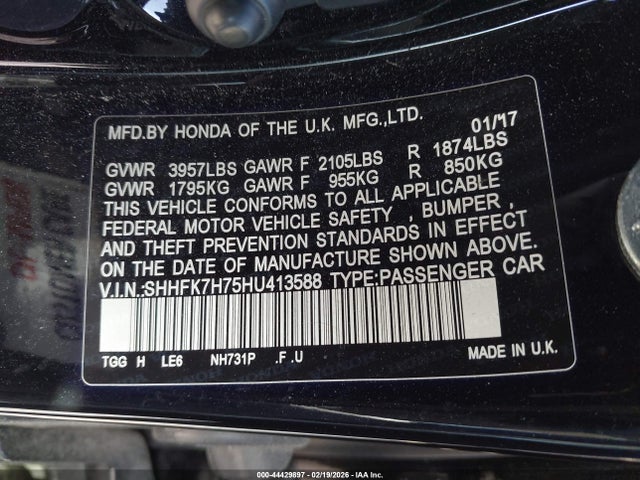 MFD.BY HONDA OF THE U.K. MFG.,LTD. 01/'17
GVWR 3957LBS GAWR F 2105LBS R 1874LBS
GVWR 1795KG GAWR F 955KG R 850KG
THIS VEHICLE CONFORMS TO ALL APPLICABLE
FEDERAL MOTOR VEHICLE SAFETY , BUMPER ,
AND THEFT PREVENTION STANDARDS IN EFFECT
ON THE DATE OF MANUFACTURE SHOWN ABOVE.
V.I.N.:SHHFK7H75HU413588 TYPE:PASSENGER CAR
TGG H LE6 NH731P .F .U MADE IN U.K.
000-44429897 - 02/19/2026 - IAA Inc.